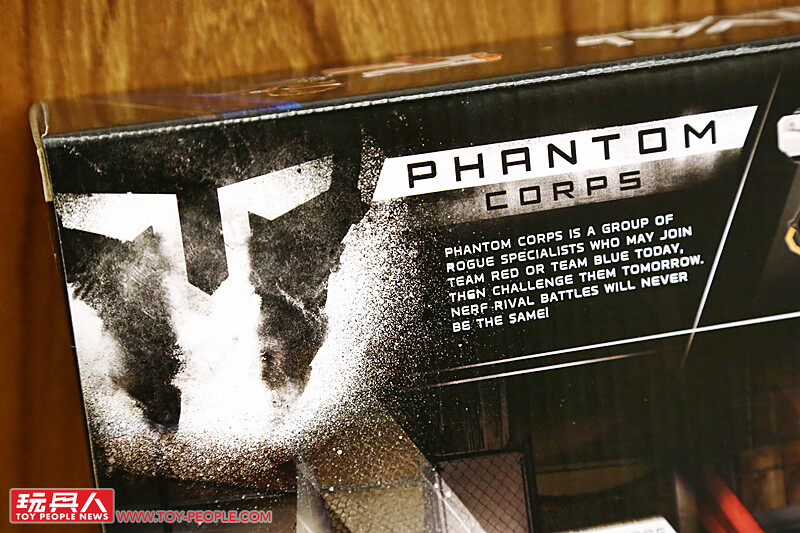 PHANTOM
CORPS
PHANTOM CORPS IS A GROUP OF
ROGUE SPECIALISTS WHO MAY JOIN
TEAM RED OR TEAM BLUE TODAY,
THEN CHALLENGE THEM TOMORROW.
NERF RIVAL BATTLES WILL NEVER
BE THE SAME!
玩具人
TOY PEOPLE NEWS
WWW.TOY-PEOPLE.COM